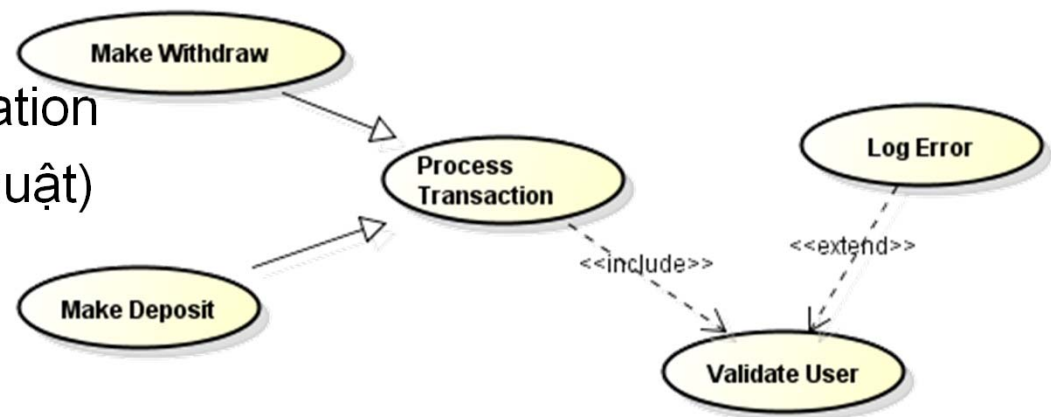 Make Withdraw
ation
uật)
Process
Transaction
Log Error
<<include>>
<<extend>>
Make Deposit
Validate User